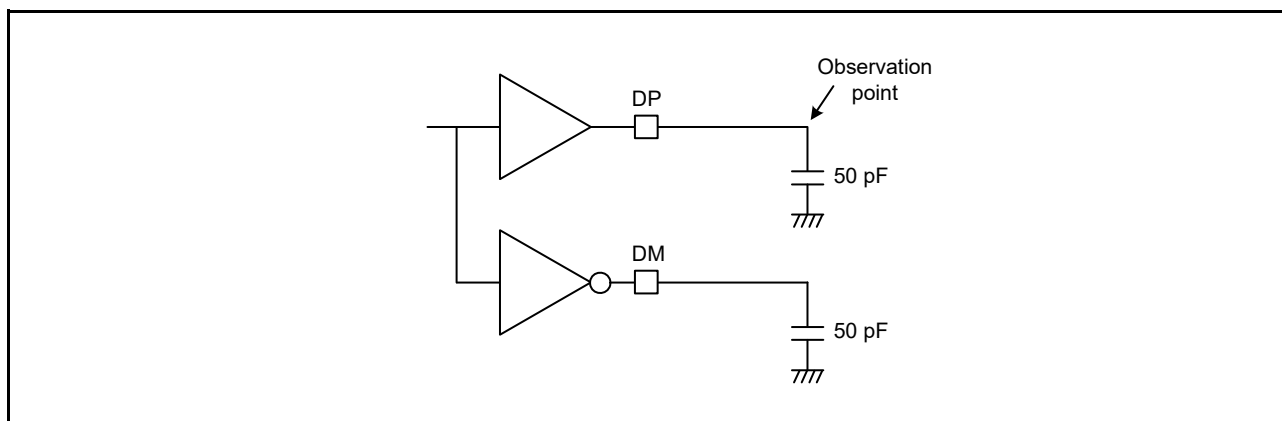 Observation
point
DP
50 pF
DM
50 pF